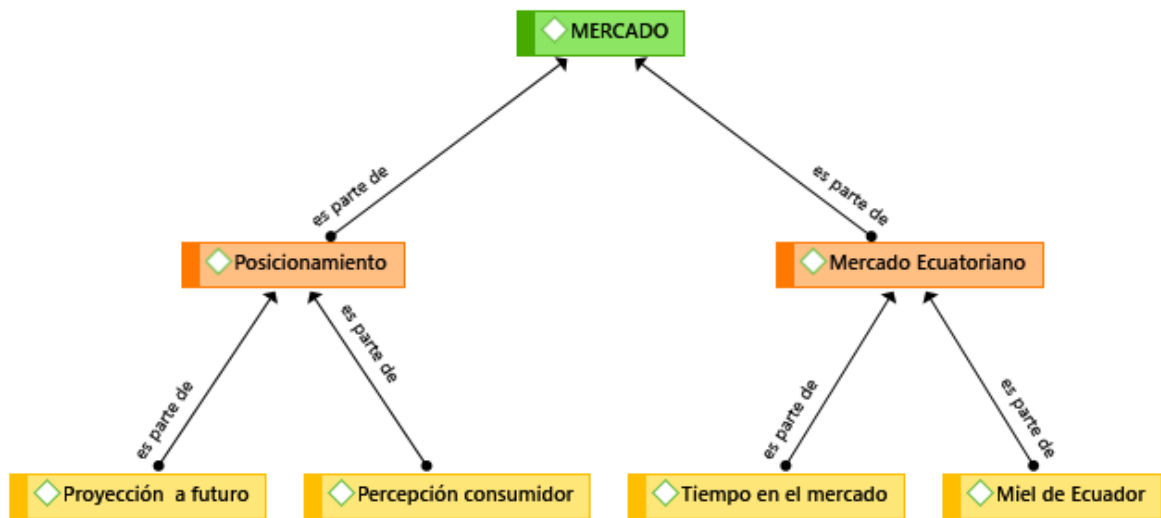 MERCADO
es parte de
es parte de
Posicionamiento
Mercado Ecuatoriano
es parte de
es parte de
es parte de
es parte de
Proyección a futuro
Percepción consumidor
Tiempo en el mercado
Miel de Ecuador